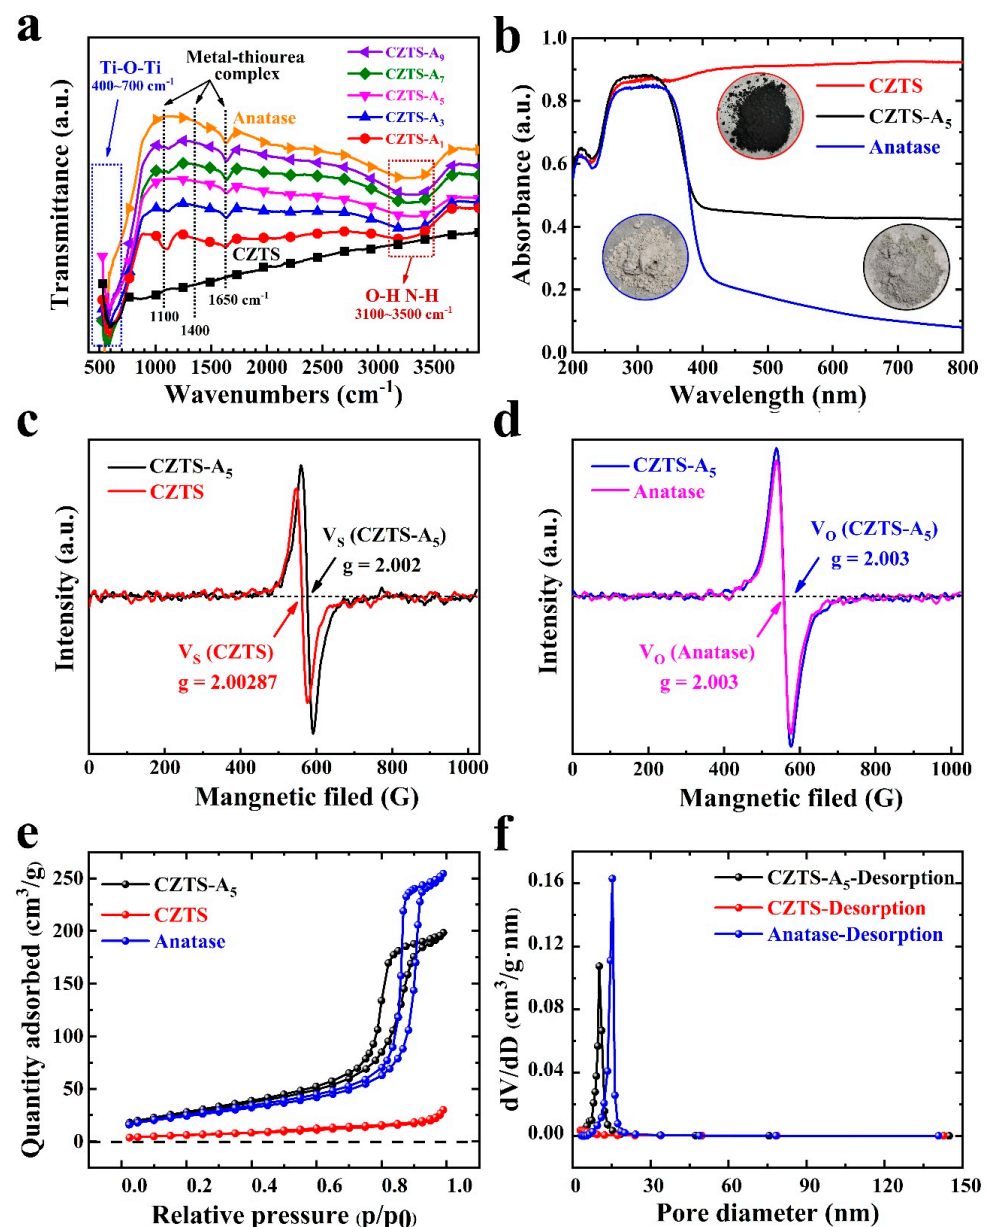 a
Transmittance (a.u.)
Ti-O-Ti
400~700 cm⁻¹
Metal-thiourea
complex
CZTS-A₉
CZTS-A₇
CZTS-A₅
CZTS-A₃
CZTS-A₁
Anatase
CZTS
1650 cm⁻¹
1100
1400
O-H N-H
3100~3500 cm⁻¹
500 1000 1500 2000 2500 3000 3500
Wavenumbers (cm⁻¹)
b
Absorbance (a.u.)
1.0
0.8
0.6
0.4
0.2
0.0
CZTS
CZTS-A₅
Anatase
200 300 400 500 600 700 800
Wavelength (nm)
c
Intensity (a.u.)
CZTS-A₅
CZTS
V_S (CZTS-A₅)
g = 2.002
V_S (CZTS)
g = 2.00287
0 200 400 600 800 1000
Mangnetic filed (G)
d
Intensity (a.u.)
CZTS-A₅
Anatase
V_O (CZTS-A₅)
g = 2.003
V_O (Anatase)
g = 2.003
0 200 400 600 800 1000
Mangnetic filed (G)
e
Quantity adsorbed (cm³/g)
250
200
150
100
50
0
CZTS-A₅
CZTS
Anatase
0.0 0.2 0.4 0.6 0.8 1.0
Relative pressure (p/p0)
f
dV/dD (cm³/g·nm)
0.16
0.12
0.08
0.04
0.00
CZTS-A₅-Desorption
CZTS-Desorption
Anatase-Desorption
0 30 60 90 120 150
Pore diameter (nm)